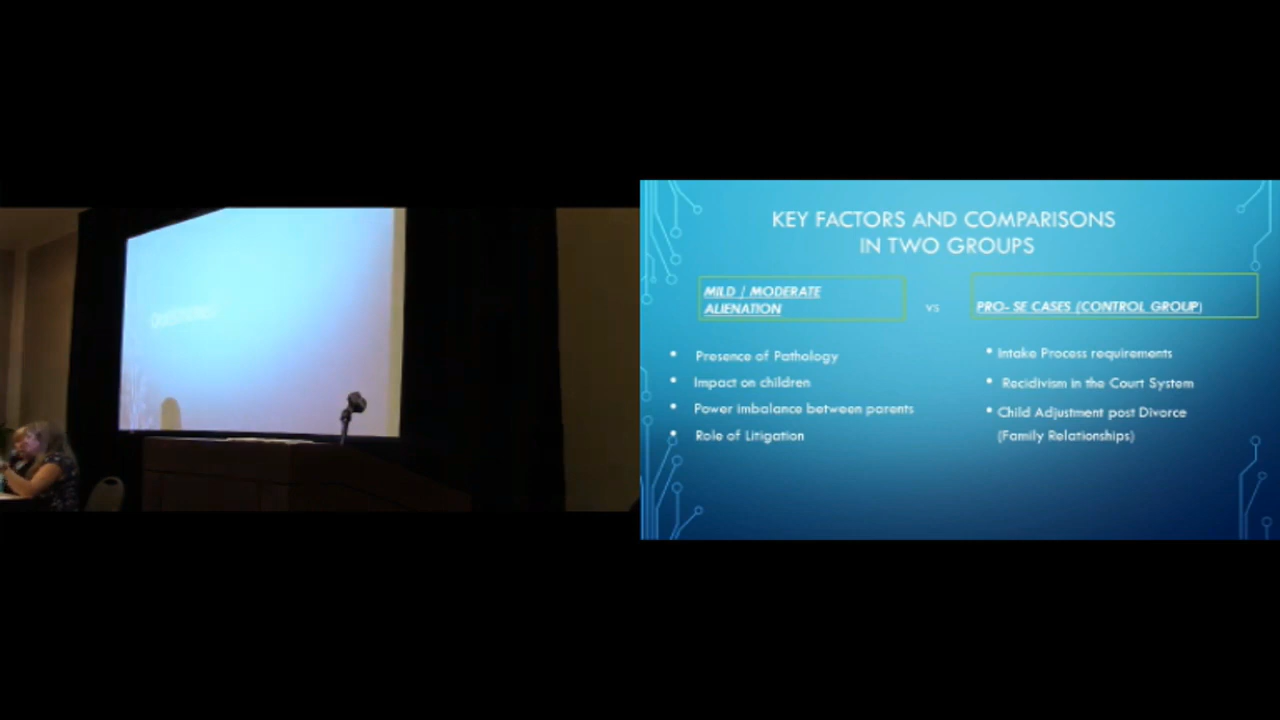 KEY FACTORS AND COMPARISONS
IN TWO GROUPS
MILD / MODERATE
ALIENATION
VS
PRO- SE CASES (CONTROL GROUP)
• Presence of Pathology
• Impact on children
• Power imbalance between parents
• Role of Litigation
• Intake Process requirements
• Recidivism in the Court System
• Child Adjustment post Divorce
(Family Relationships)